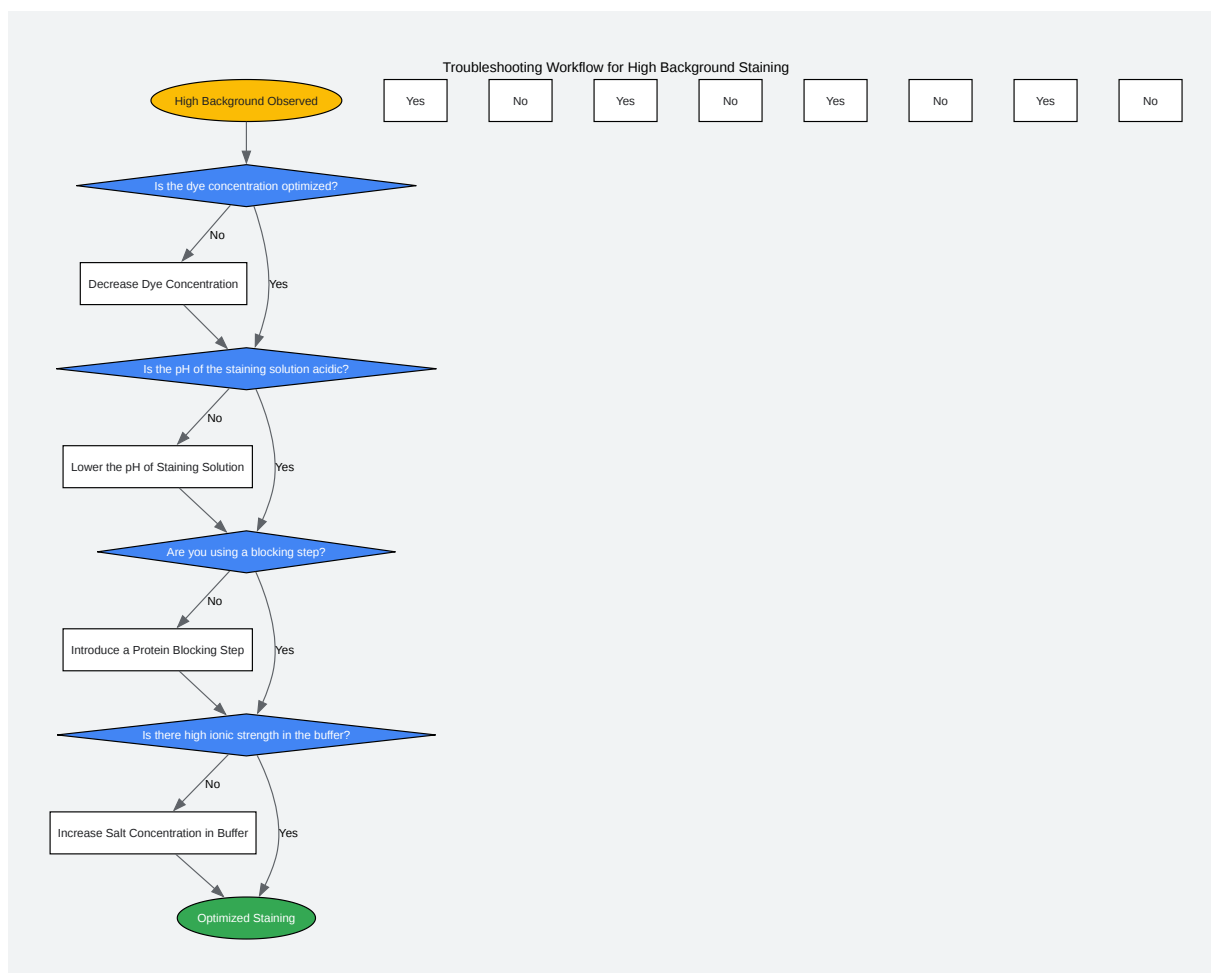 Troubleshooting Workflow for High Background Staining
High Background Observed
Yes
No
Yes
No
Yes
No
Yes
No
Is the dye concentration optimized?
No
Decrease Dye Concentration
Yes
Is the pH of the staining solution acidic?
No
Lower the pH of Staining Solution
Yes
Are you using a blocking step?
No
Introduce a Protein Blocking Step
Yes
Is there high ionic strength in the buffer?
No
Increase Salt Concentration in Buffer
Yes
Optimized Staining